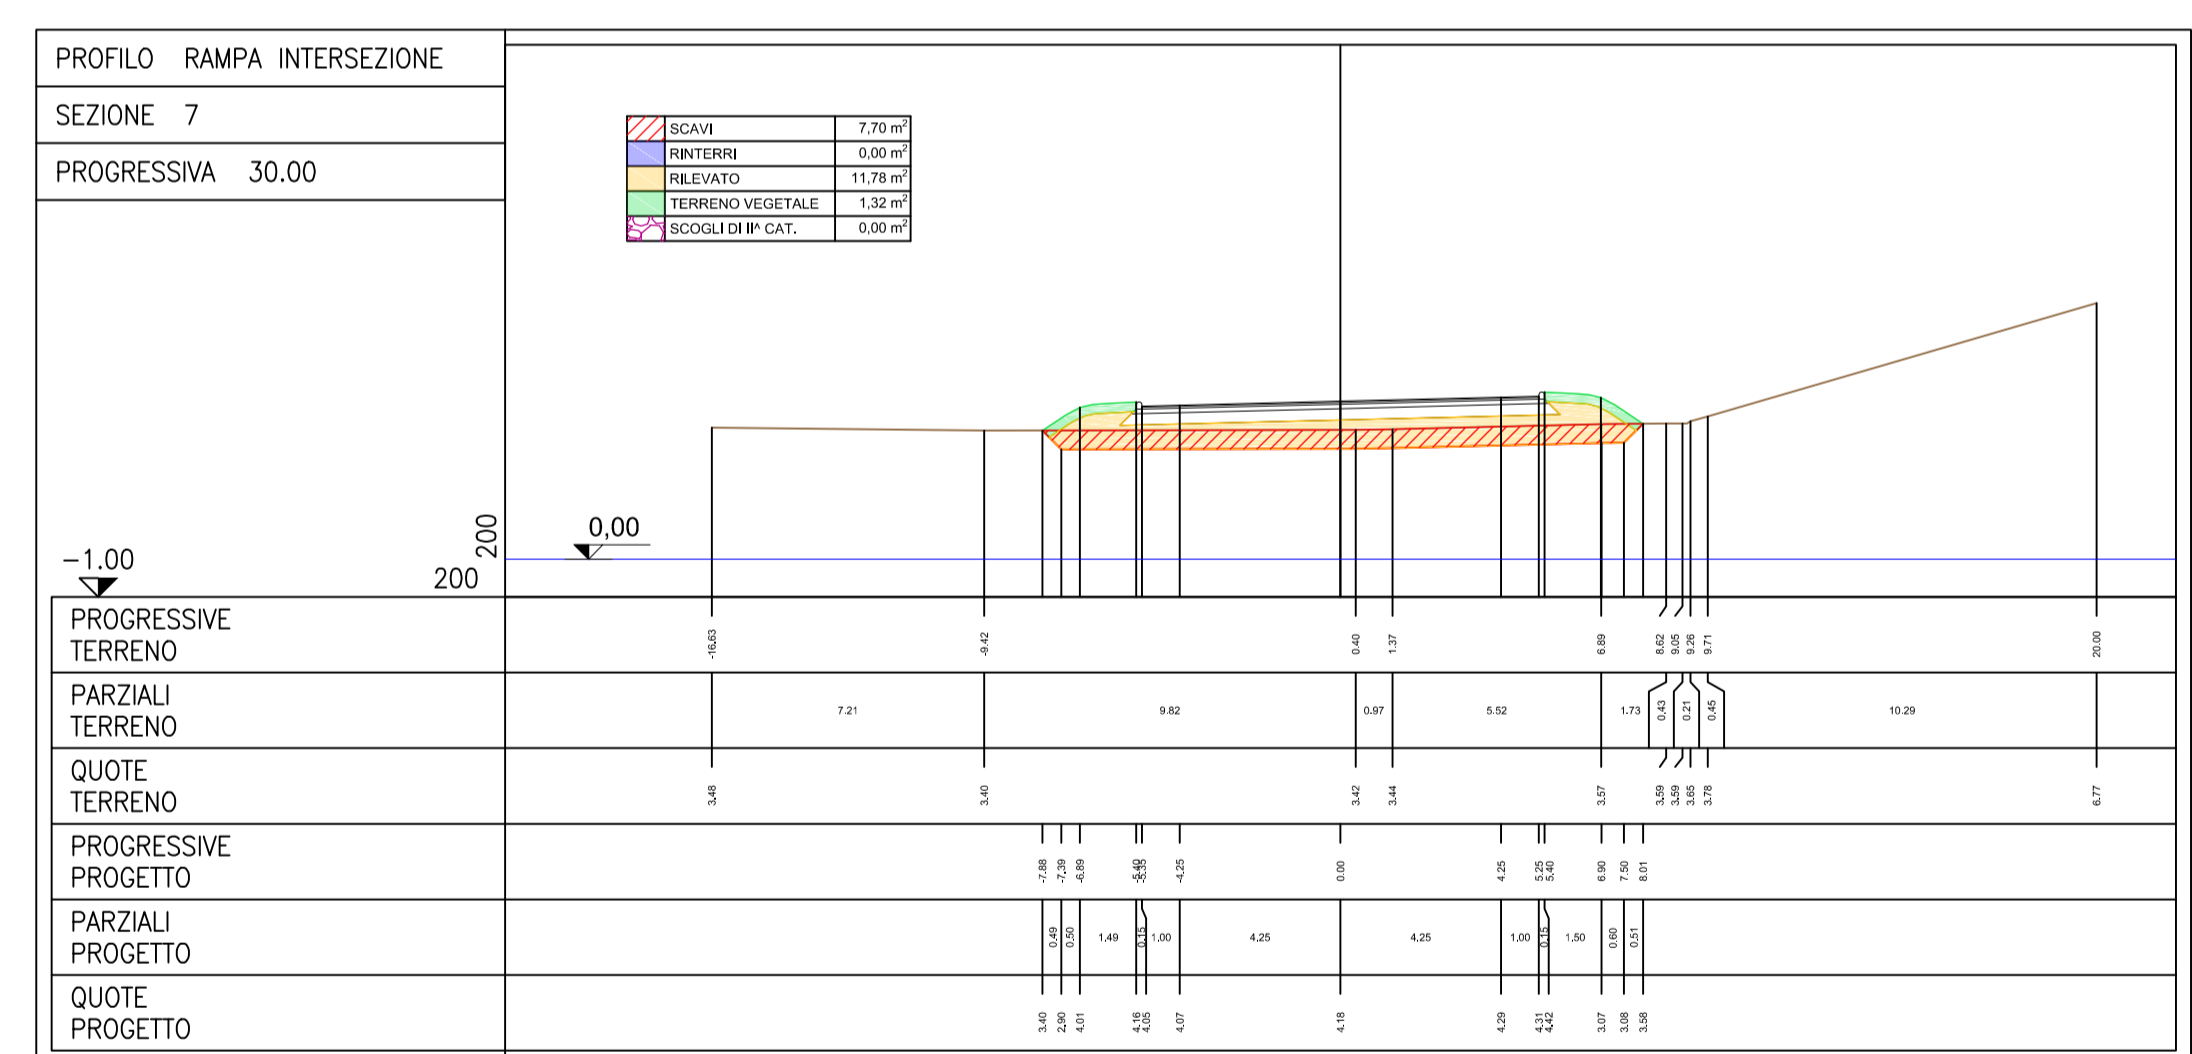 PROFILO RAMPA INTERSEZIONE
SEZIONE 7
PROGRESSIVA 30.00
SCAVI 7,70 m²
RINTERRI 0,00 m²
RILEVATO 11,78 m²
TERRENO VEGETALE 1,32 m²
SCOGLI DI II^ CAT. 0,00 m²
0,00
-1.00
200
200
PROGRESSIVE
TERRENO
-16.63 -9.42 0.40 1.37 6.89 8.62 9.05 9.26 9.71 20.00
PARZIALI
TERRENO
7.21 9.82 0.97 5.52 1.73 0.43 0.21 0.45 10.29
QUOTE
TERRENO
3.48 3.40 3.42 3.44 3.57 3.59 3.59 3.65 3.78 6.77
PROGRESSIVE
PROGETTO
-7.88 -7.39 -6.89 -5.40 -4.25 0.00 4.25 5.25 5.40 6.90 7.50 8.01
PARZIALI
PROGETTO
0.49 0.50 1.49 0.15 1.00 4.25 4.25 1.00 0.15 1.50 0.60 0.51
QUOTE
PROGETTO
3.40 2.90 4.01 4.16 4.05 4.07 4.18 4.29 4.31 4.42 3.07 3.08 3.58